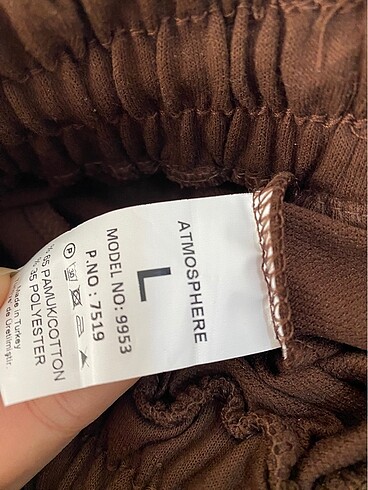 ATMOSPHERE
L
MODEL NO:9953
P.NO:7519
P
% 65 PAMUK/COTTON
% 35 POLYESTER
Made in Turkey